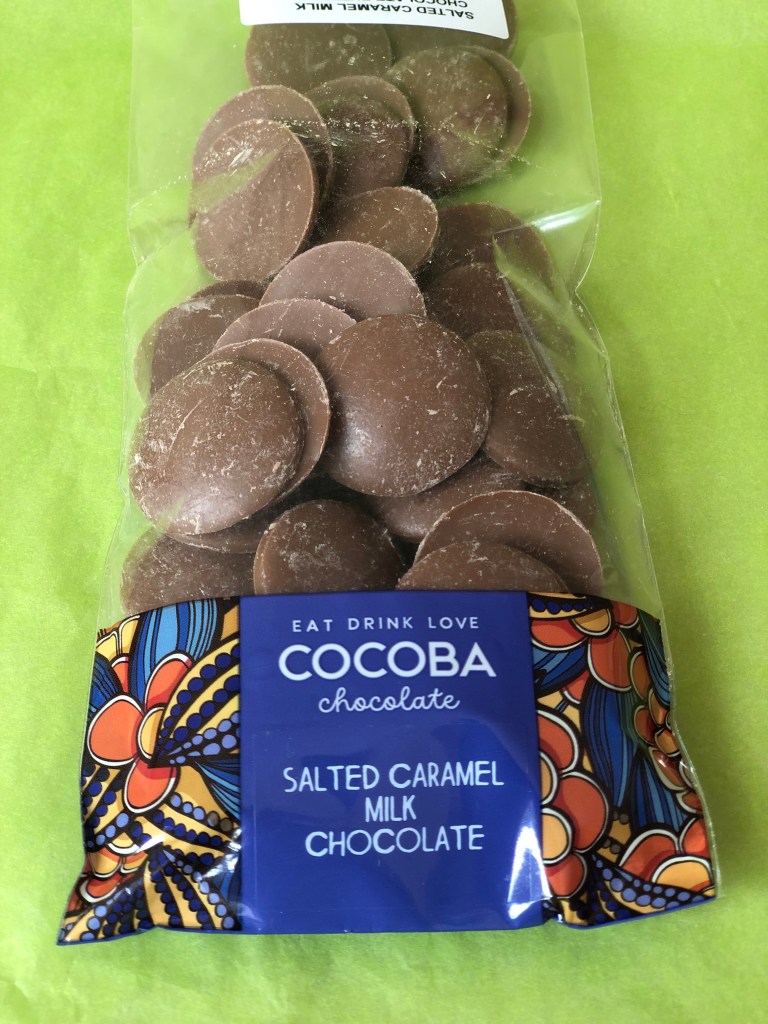 SALTED CARAMEL MILK
EAT DRINK LOVE
COCOBA
chocolate
SALTED CARAMEL
MILK
CHOCOLATE